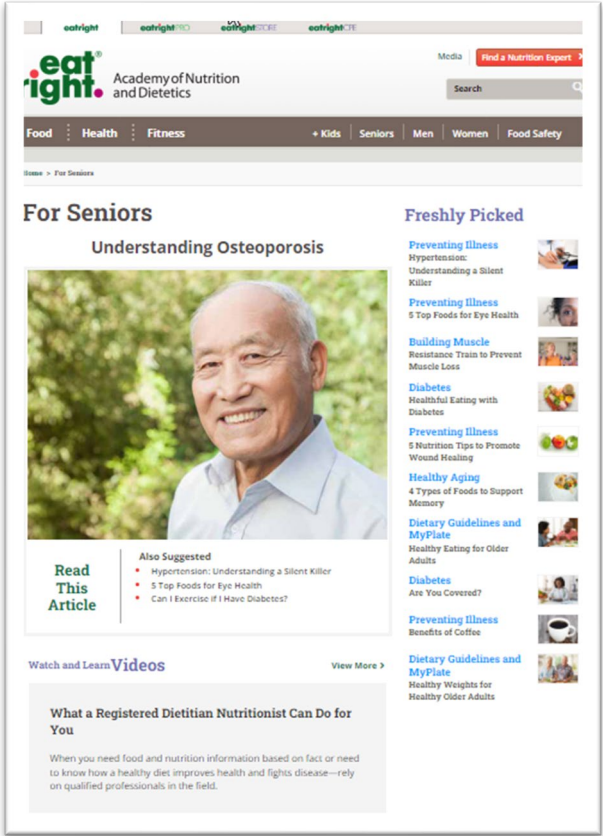 eatright eatrightPRO eatrightSTORE eatrightCPE
eat®
right. Academy of Nutrition
and Dietetics
Media Find a Nutrition Expert
Search
Food Health Fitness + Kids Seniors Men Women Food Safety
Home > For Seniors
For Seniors
Understanding Osteoporosis
Read
This
Article
Also Suggested
Hypertension: Understanding a Silent Killer
5 Top Foods for Eye Health
Can I Exercise if I Have Diabetes?
Watch and Learn Videos View More >
What a Registered Dietitian Nutritionist Can Do for
You
When you need food and nutrition information based on fact or need
to know how a healthy diet improves health and fights disease—rely
on qualified professionals in the field.
Freshly Picked
Preventing Illness
Hypertension:
Understanding a Silent
Killer
Preventing Illness
5 Top Foods for Eye Health
Building Muscle
Resistance Train to Prevent
Muscle Loss
Diabetes
Healthful Eating with
Diabetes
Preventing Illness
5 Nutrition Tips to Promote
Wound Healing
Healthy Aging
4 Types of Foods to Support
Memory
Dietary Guidelines and
MyPlate
Healthy Eating for Older
Adults
Diabetes
Are You Covered?
Preventing Illness
Benefits of Coffee
Dietary Guidelines and
MyPlate
Healthy Weights for
Healthy Older Adults